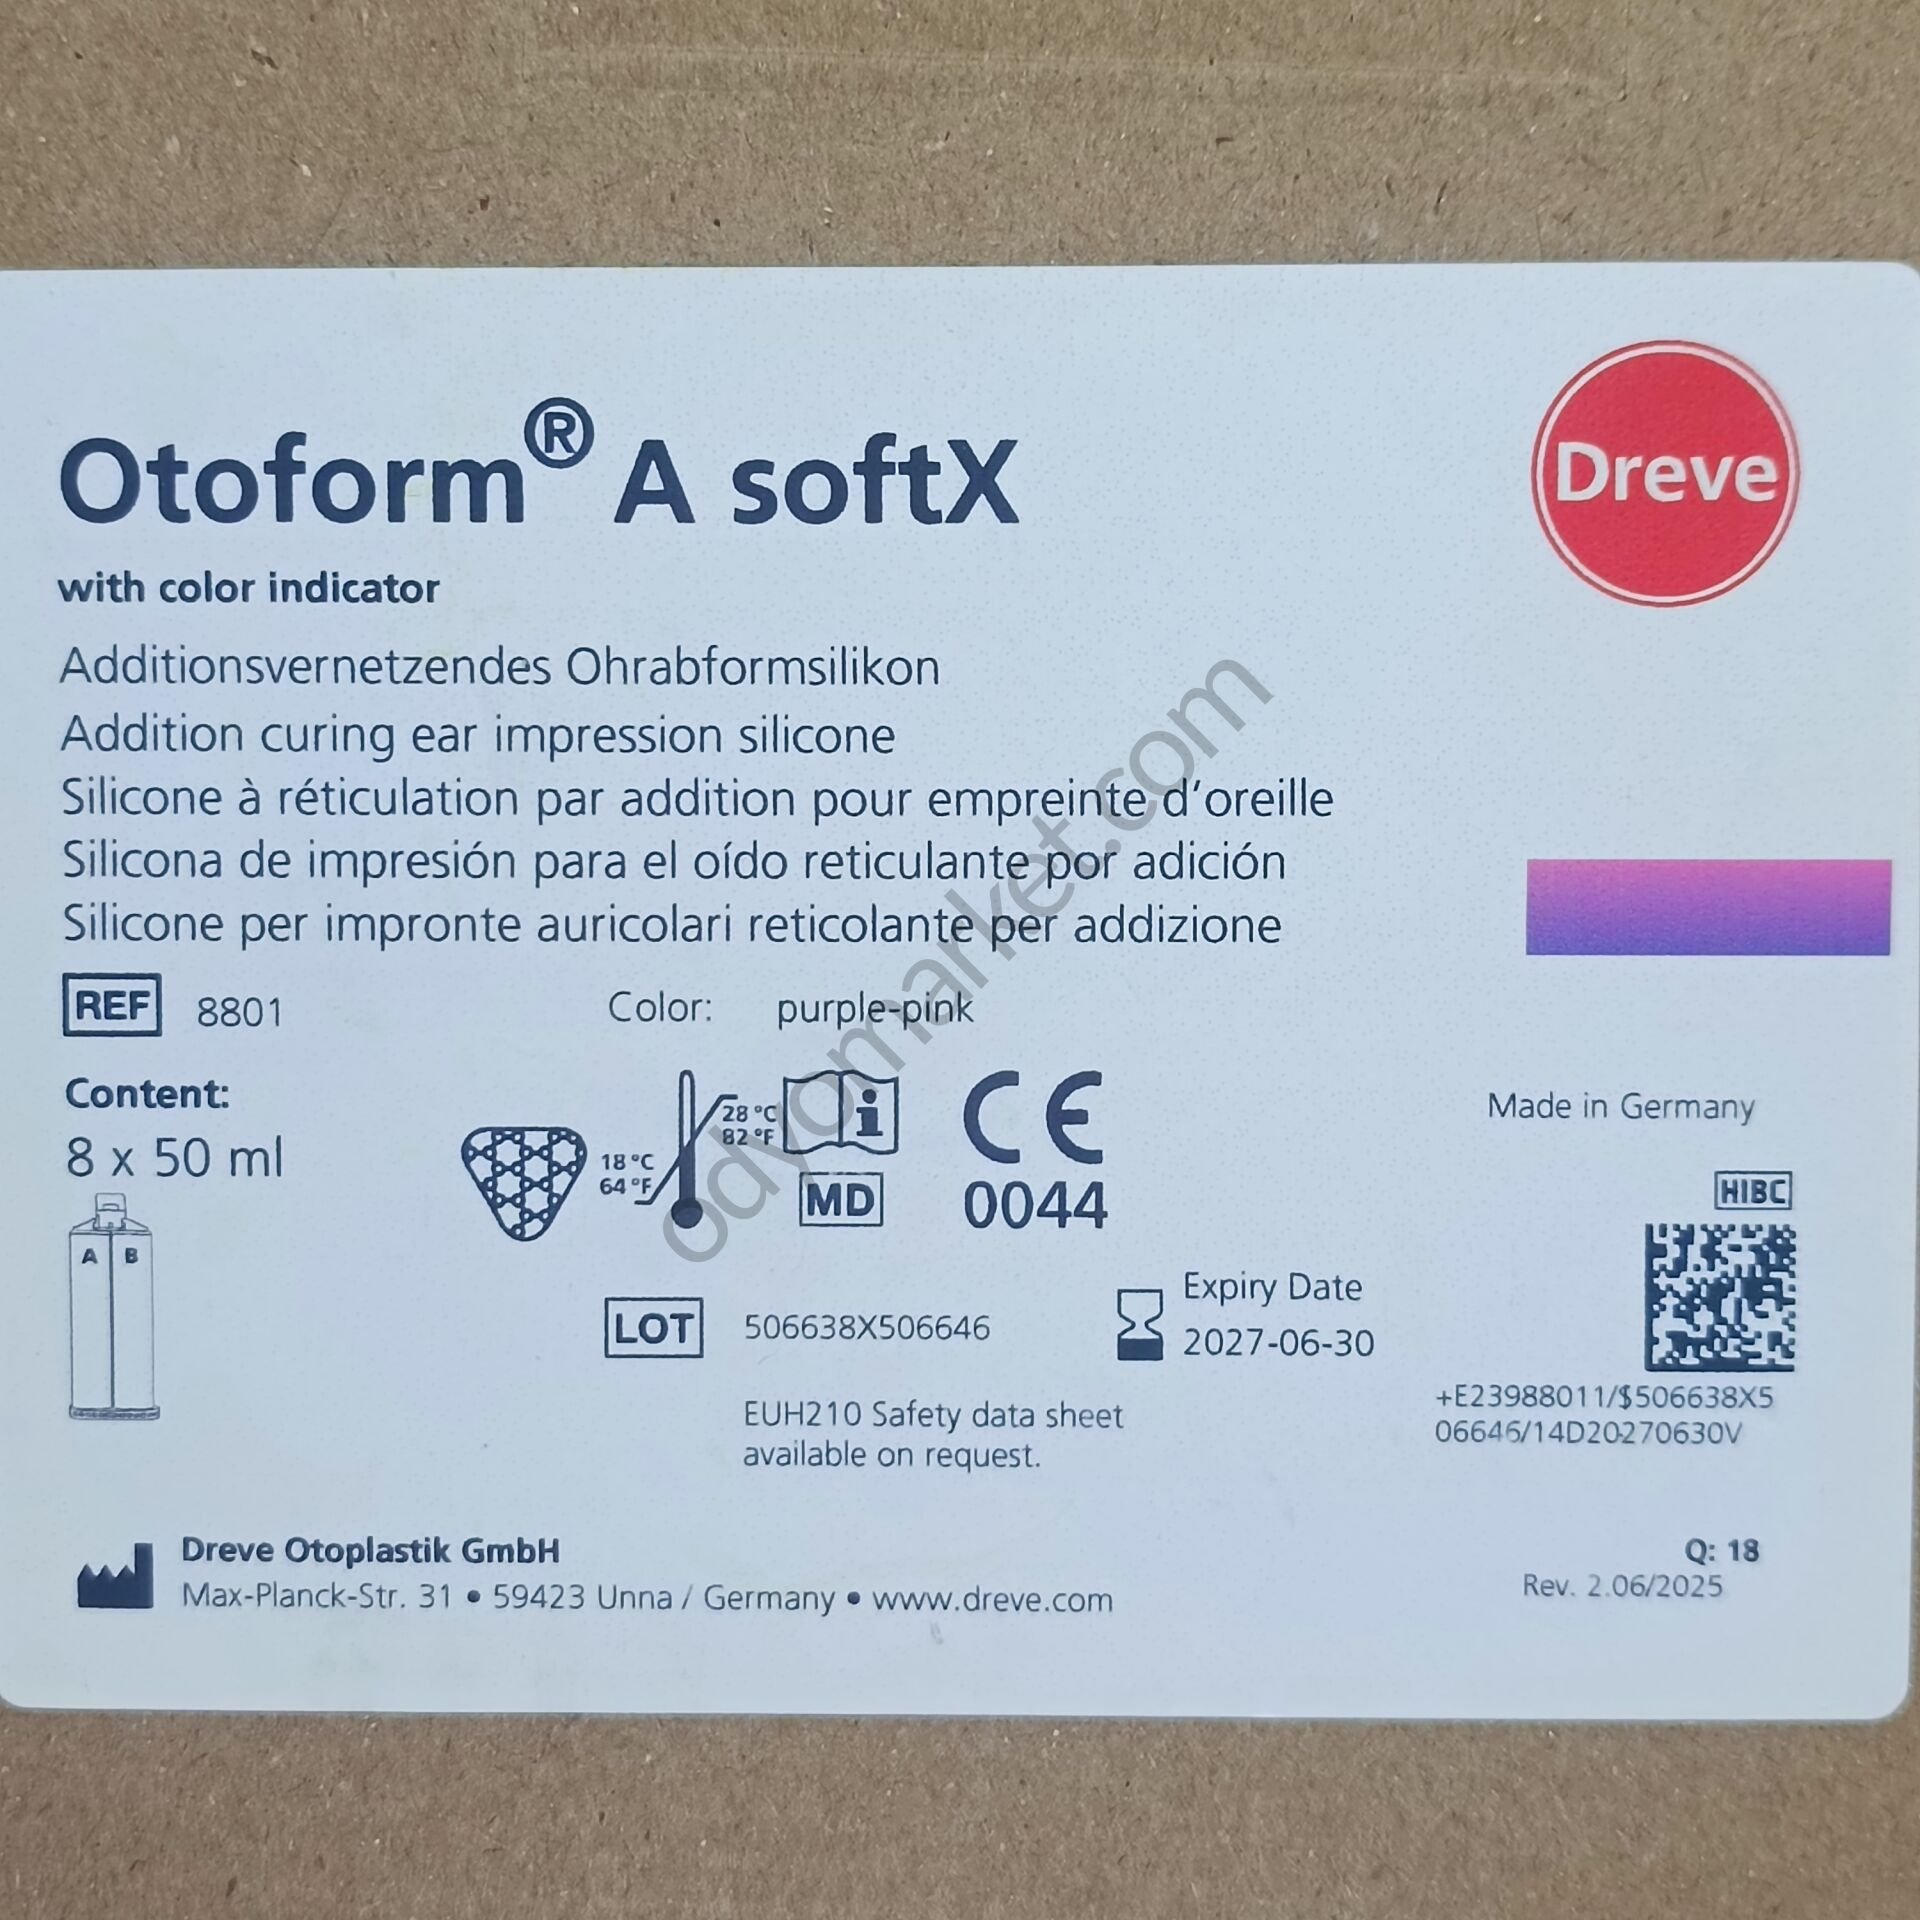 Otoform® A softX
Dreve
with color indicator
Additionsvernetzendes Ohrabformsilikon
Addition curing ear impression silicone
Silicone à réticulation par addition pour empreinte d’oreille
Silicona de impresión para el oído reticulante por adición
Silicone per impronte auricolari reticolante per addizione
REF 8801 Color: purple-pink
Content:
8 x 50 ml
A B
18 °C
64 °F
28 °C
82 °F
i
MD
CE
0044
Made in Germany
HIBC
LOT 506638X506646
Expiry Date
2027-06-30
+E23988011/$506638X5
06646/14D20270630V
EUH210 Safety data sheet
available on request.
Dreve Otoplastik GmbH
Max-Planck-Str. 31 • 59423 Unna / Germany • www.dreve.com
Q: 18
Rev. 2.06/2025
odyomarket.com